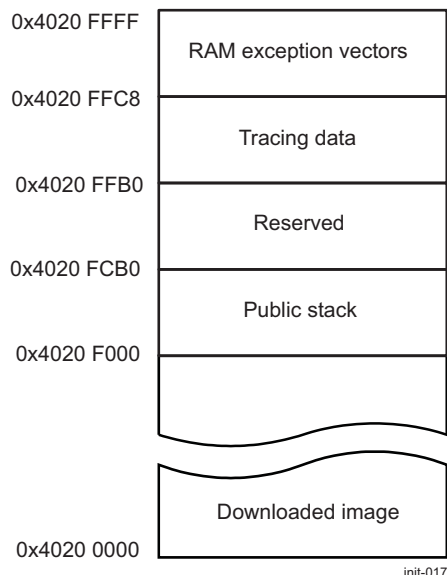 0x4020 FFFF
RAM exception vectors
0x4020 FFC8
Tracing data
0x4020 FFB0
Reserved
0x4020 FCB0
Public stack
0x4020 F000
Downloaded image
0x4020 0000
init-017